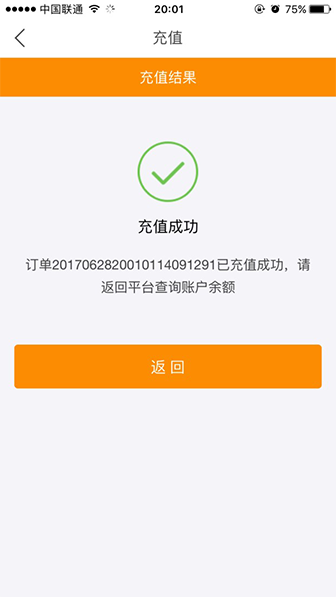 中国联通 20:01 75%
充值
充值结果
充值成功
订单2017062820010114091291已充值成功，请
返回平台查询账户余额
返 回